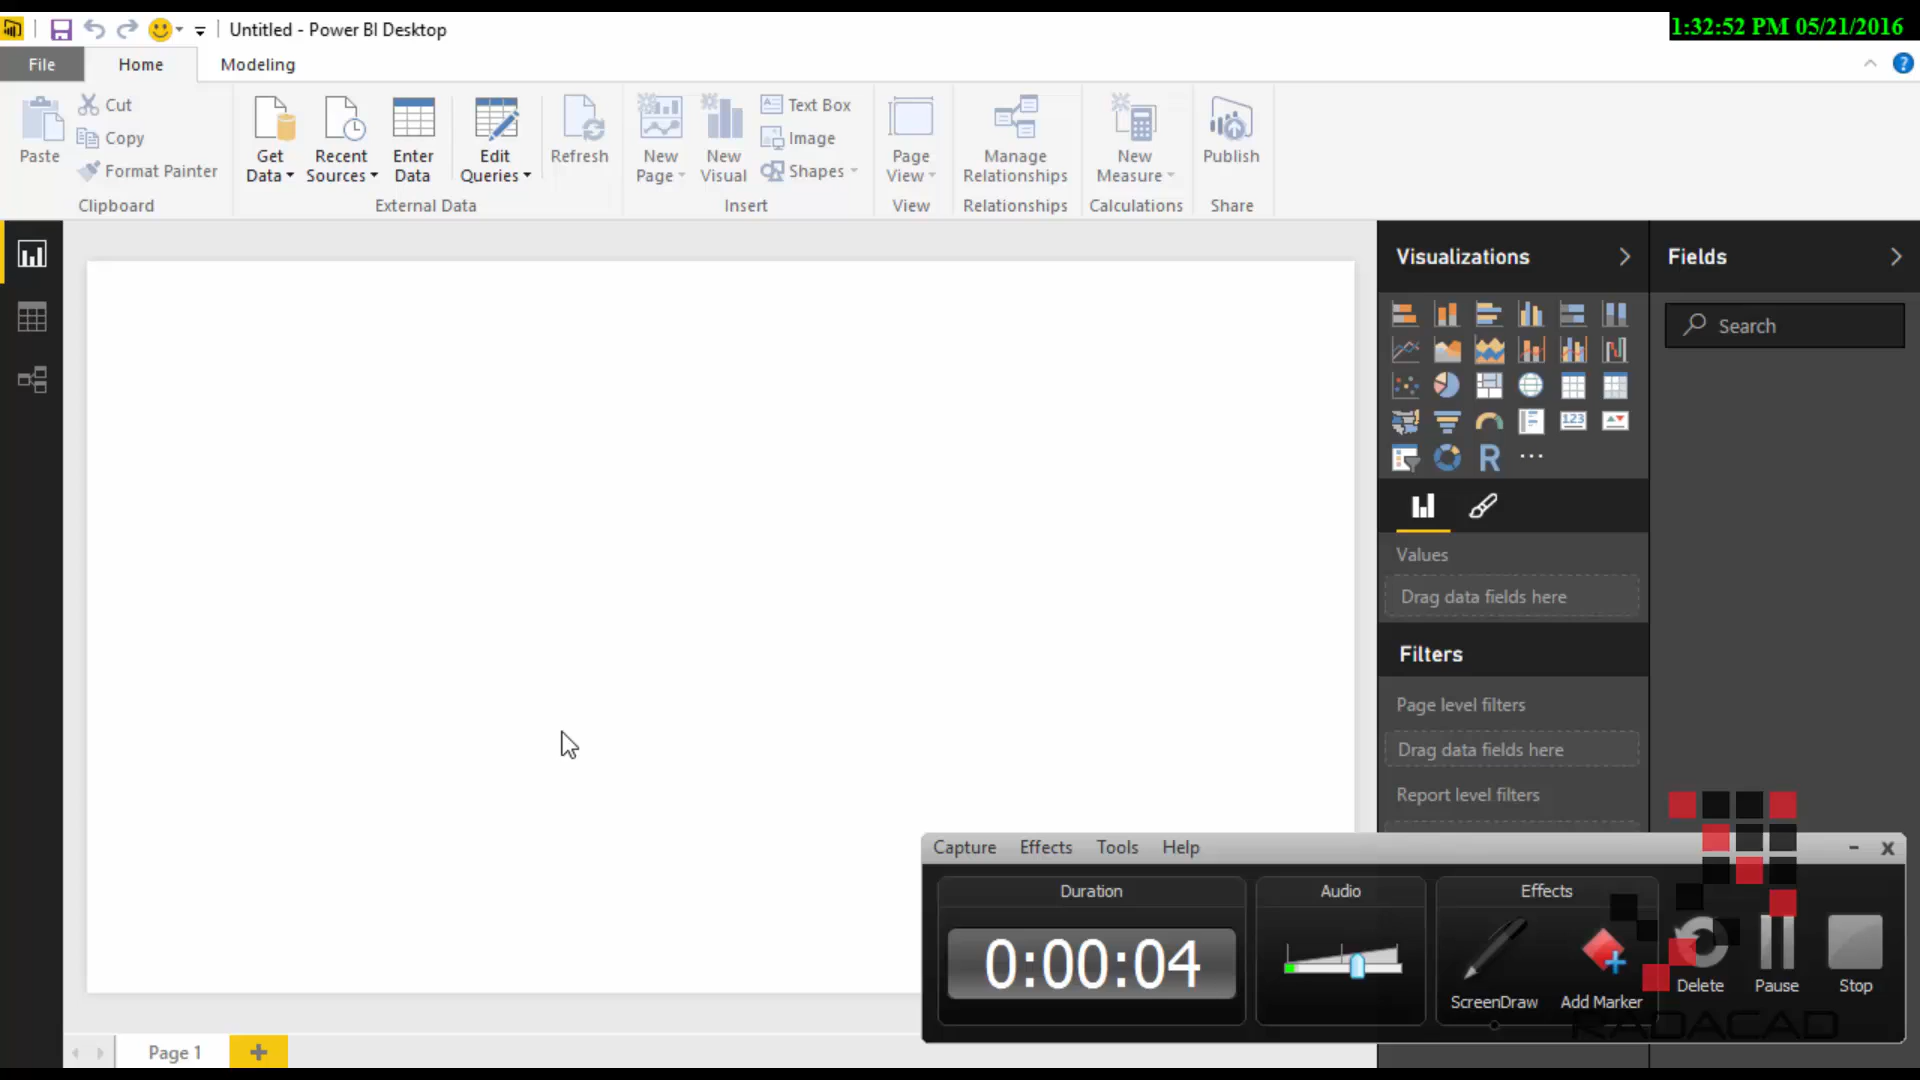 Untitled - Power BI Desktop
1:32:52 PM 05/21/2016
File Home Modeling
Paste
Cut
Copy
Format Painter
Clipboard
Get Data
Recent Sources
Enter Data
Edit Queries
External Data
Refresh
New Page
New Visual
Text Box
Image
Shapes
Insert
Page View
View
Manage Relationships
Relationships
New Measure
Calculations
Publish
Share
Visualizations
Fields
Search
123
R
Values
Drag data fields here
Filters
Page level filters
Drag data fields here
Report level filters
Capture Effects Tools Help
Duration
0:00:04
Audio
Effects
ScreenDraw
Add Marker
Delete
Pause
Stop
RADACAD
Page 1